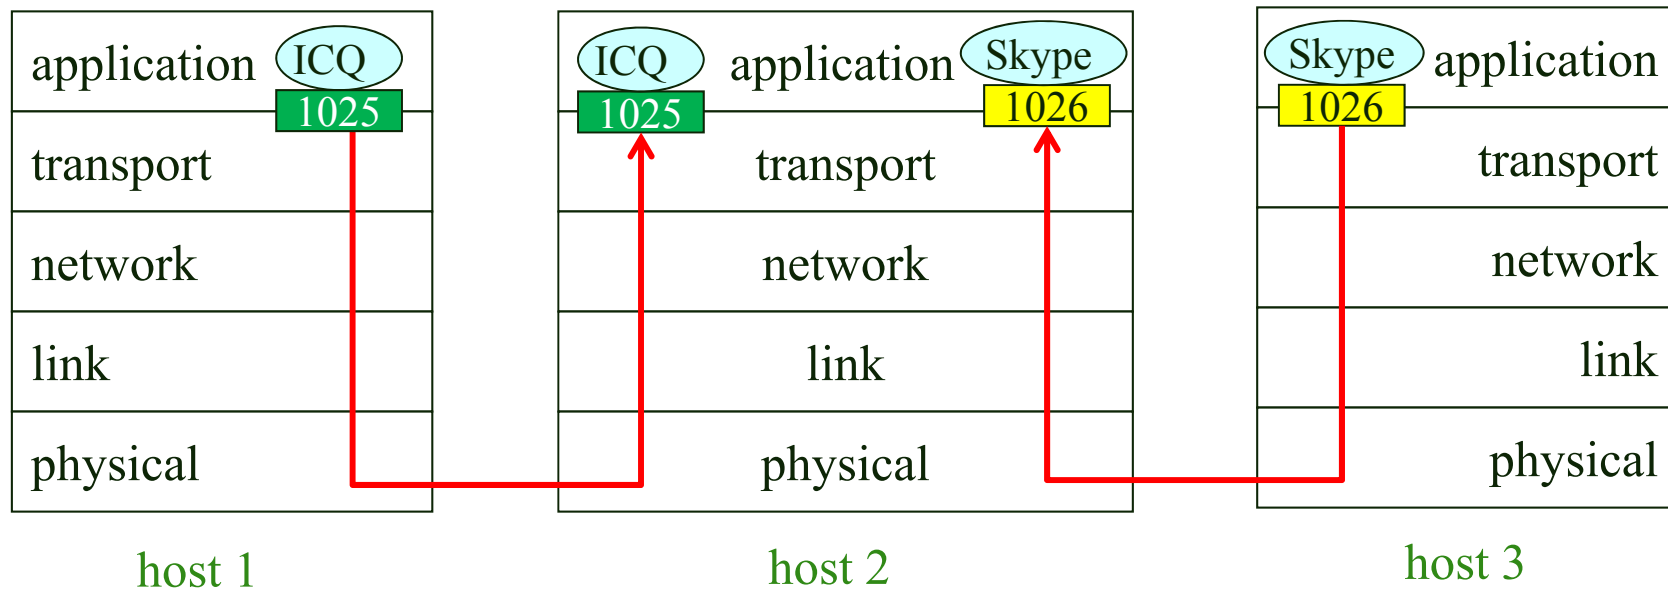 application
ICQ
1025
transport
network
link
physical
host 1
ICQ
1025
application
Skype
1026
transport
network
link
physical
host 2
Skype
1026
application
transport
network
link
physical
host 3